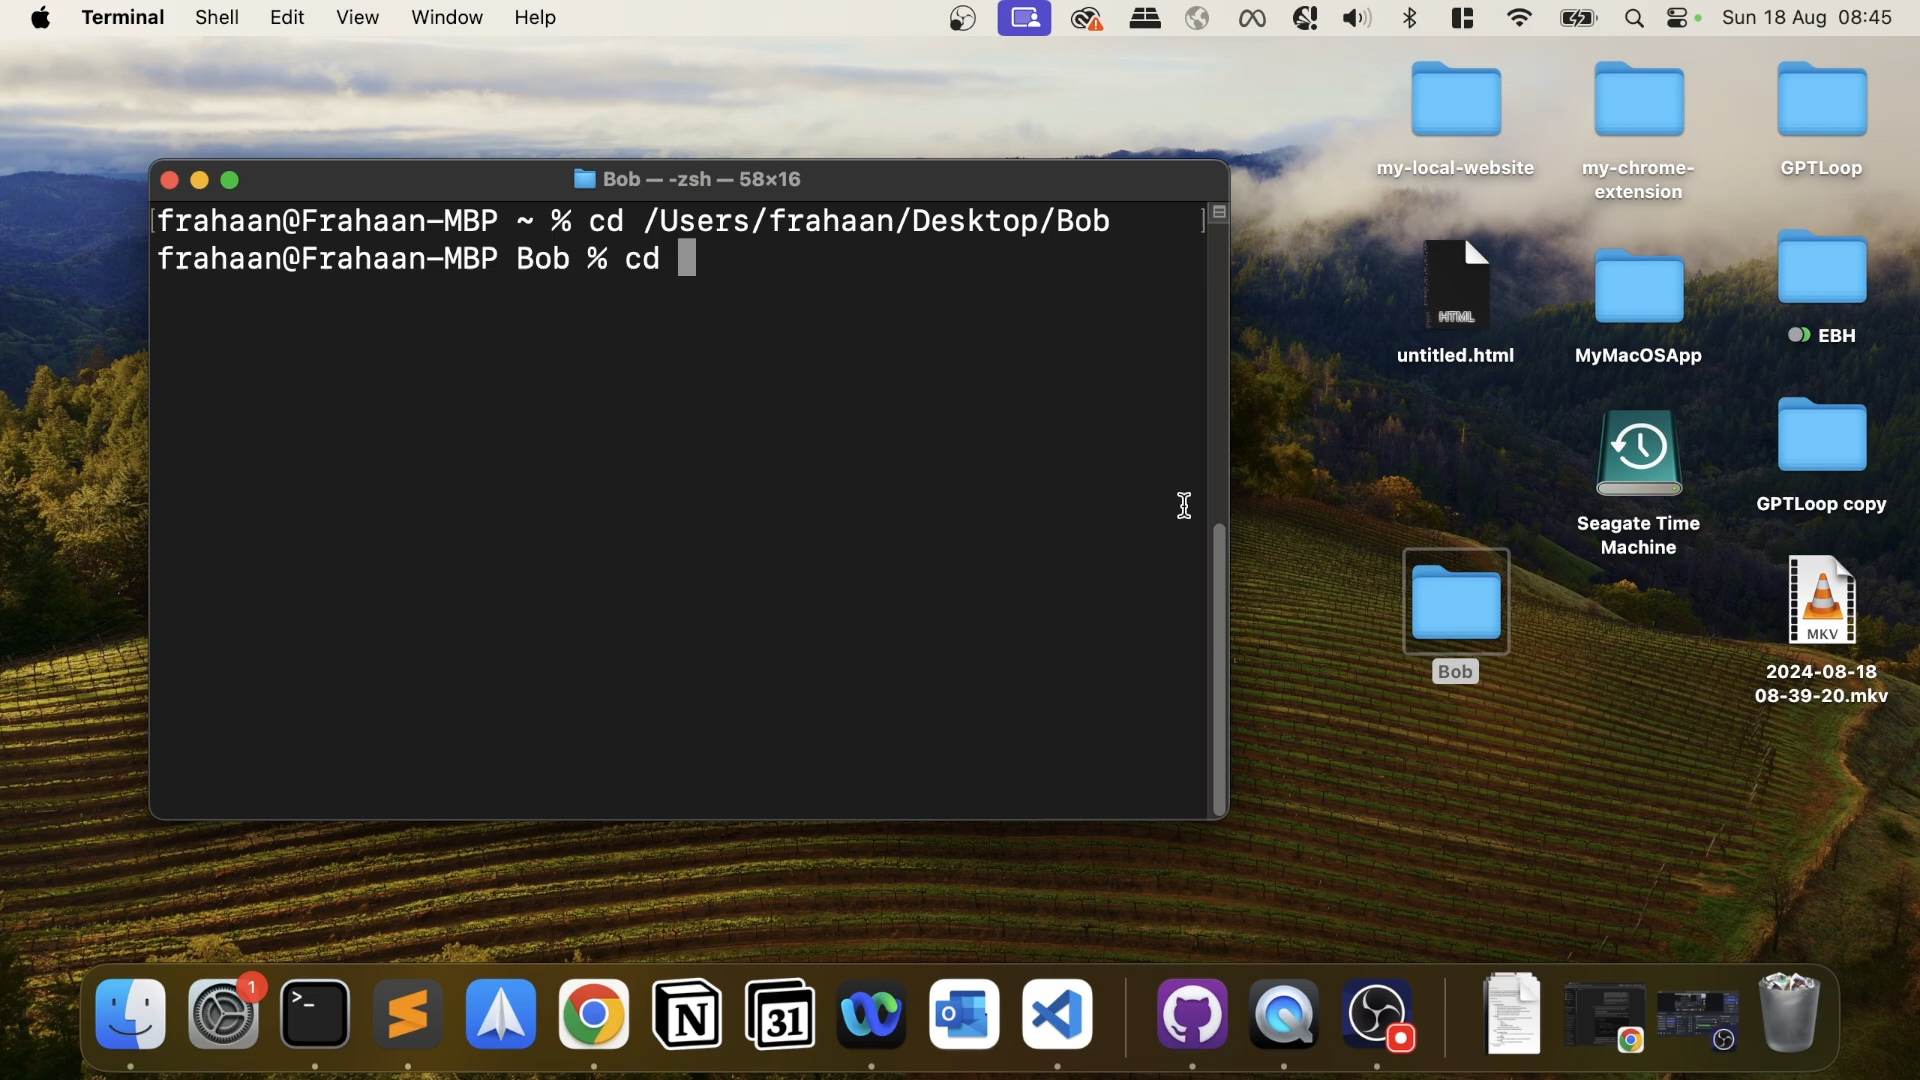 Terminal Shell Edit View Window Help Sun 18 Aug 08:45
my-local-website
my-chrome-
extension
GPTLoop
Bob — -zsh — 58×16
[frahaan@Frahaan-MBP ~ % cd /Users/frahaan/Desktop/Bob ]
frahaan@Frahaan-MBP Bob % cd
HTML
untitled.html
MyMacOSApp
EBH
Seagate Time
Machine
GPTLoop copy
Bob
MKV
2024-08-18
08-39-20.mkv
1
>_
N
31
O